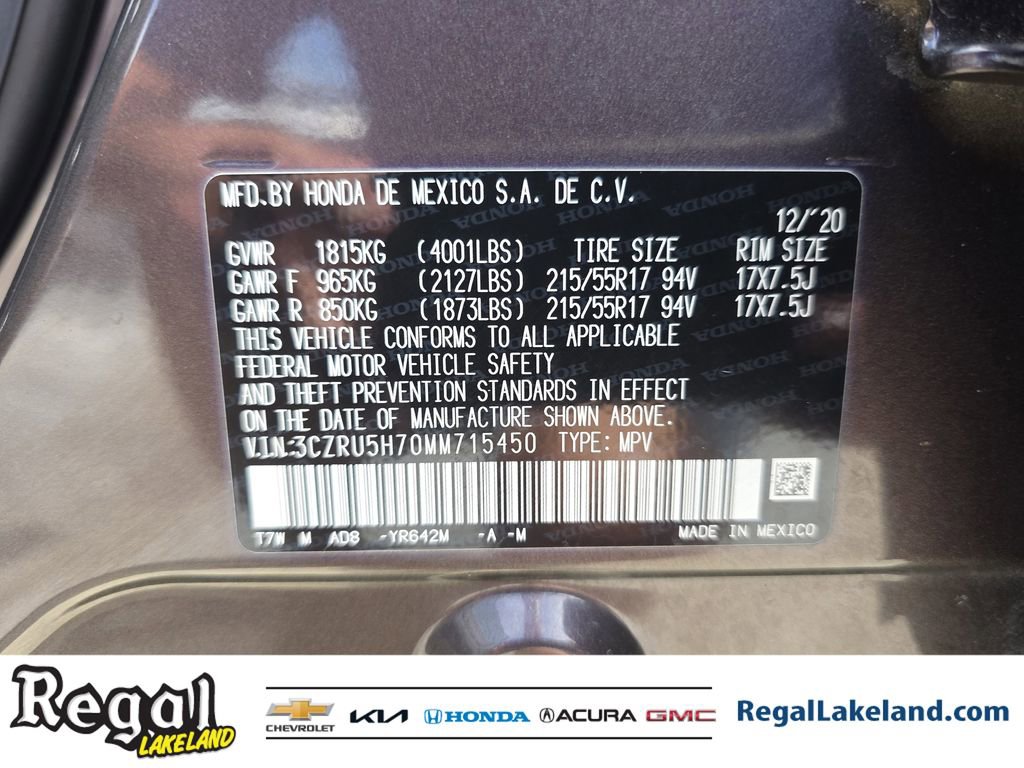 MFD. BY HONDA DE MEXICO S.A. DE C.V.
12/'20
GVWR 1815KG (4001LBS) TIRE SIZE RIM SIZE
GAWR F 965KG (2127LBS) 215/55R17 94V 17X7.5J
GAWR R 850KG (1873LBS) 215/55R17 94V 17X7.5J
THIS VEHICLE CONFORMS TO ALL APPLICABLE
FEDERAL MOTOR VEHICLE SAFETY
AND THEFT PREVENTION STANDARDS IN EFFECT
ON THE DATE OF MANUFACTURE SHOWN ABOVE.
V.I.N:3CZRU5H70MM715450 TYPE: MPV
T7W M AD8 -YR642M -A -M MADE IN MEXICO
Regal LAKELAND
CHEVROLET KIA HONDA ACURA GMC
RegalLakeland.com